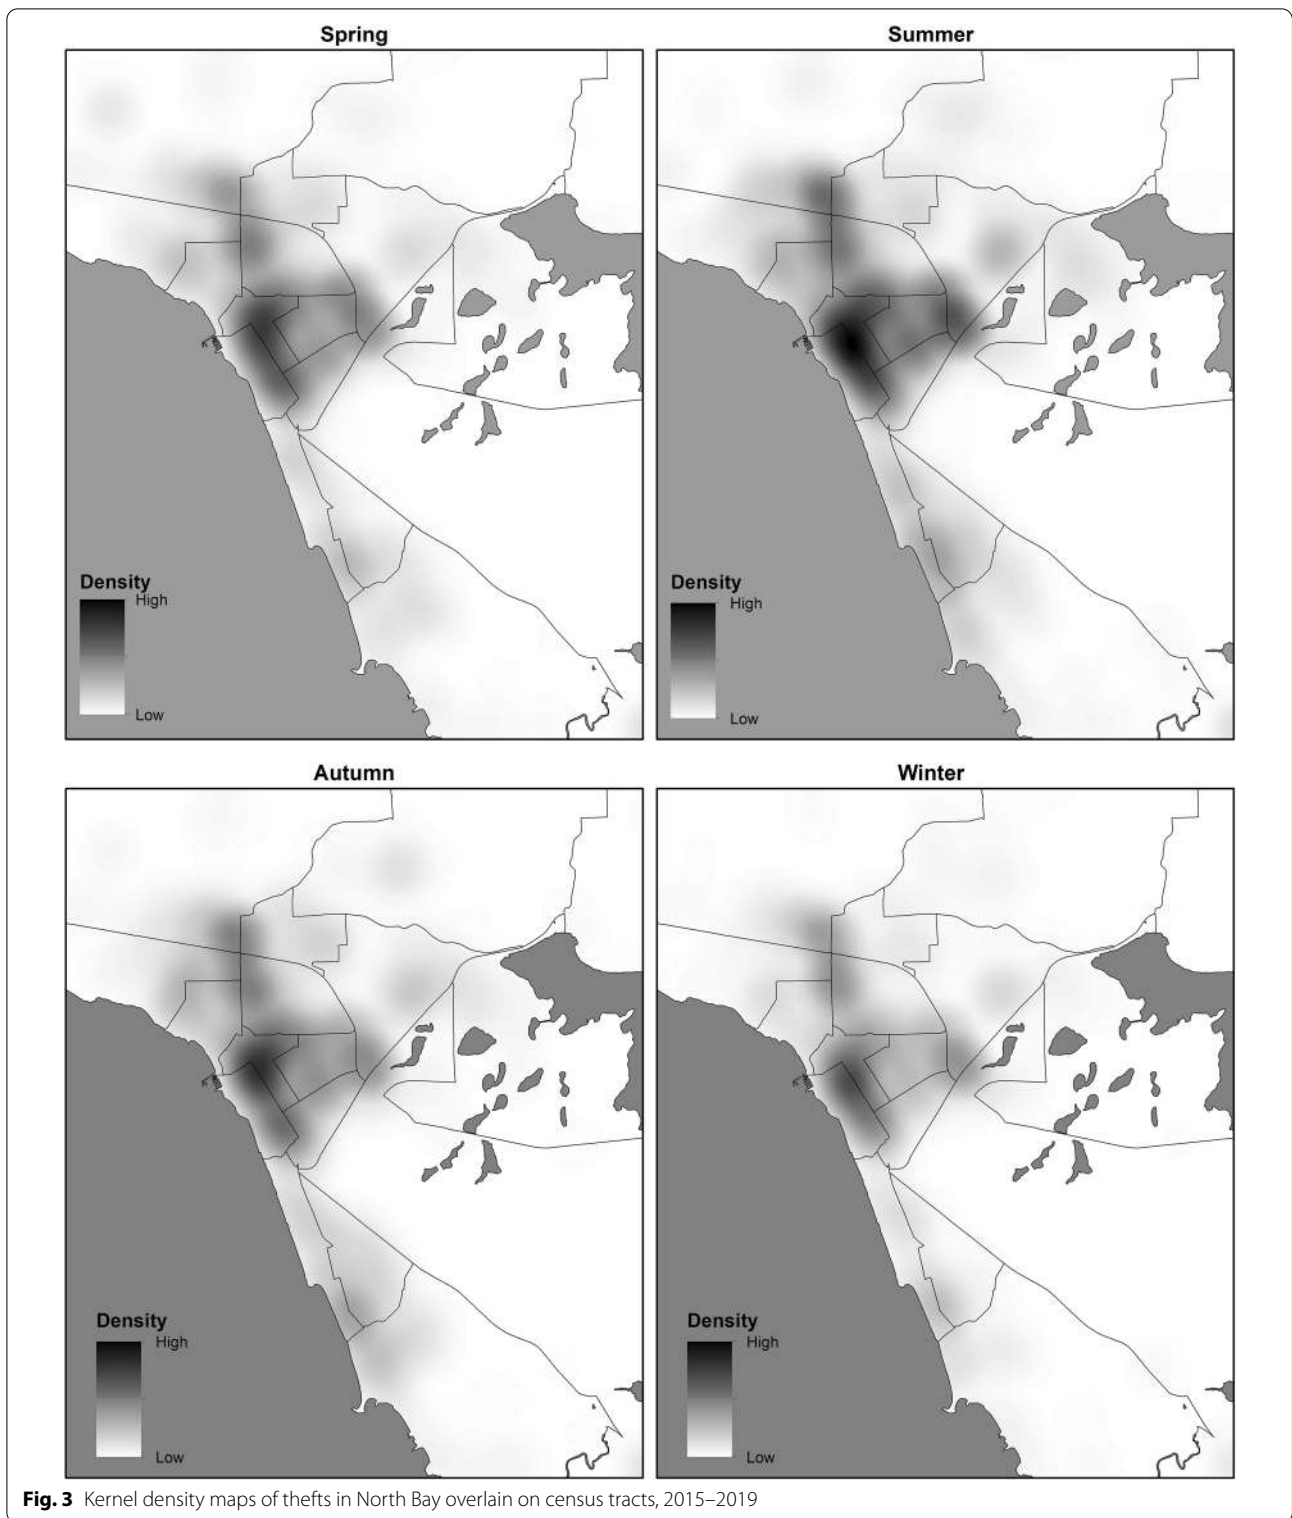 Spring
Summer
Density
High
Low
Density
High
Low
Autumn
Winter
Density
High
Low
Density
High
Low
Fig. 3 Kernel density maps of thefts in North Bay overlain on census tracts, 2015–2019